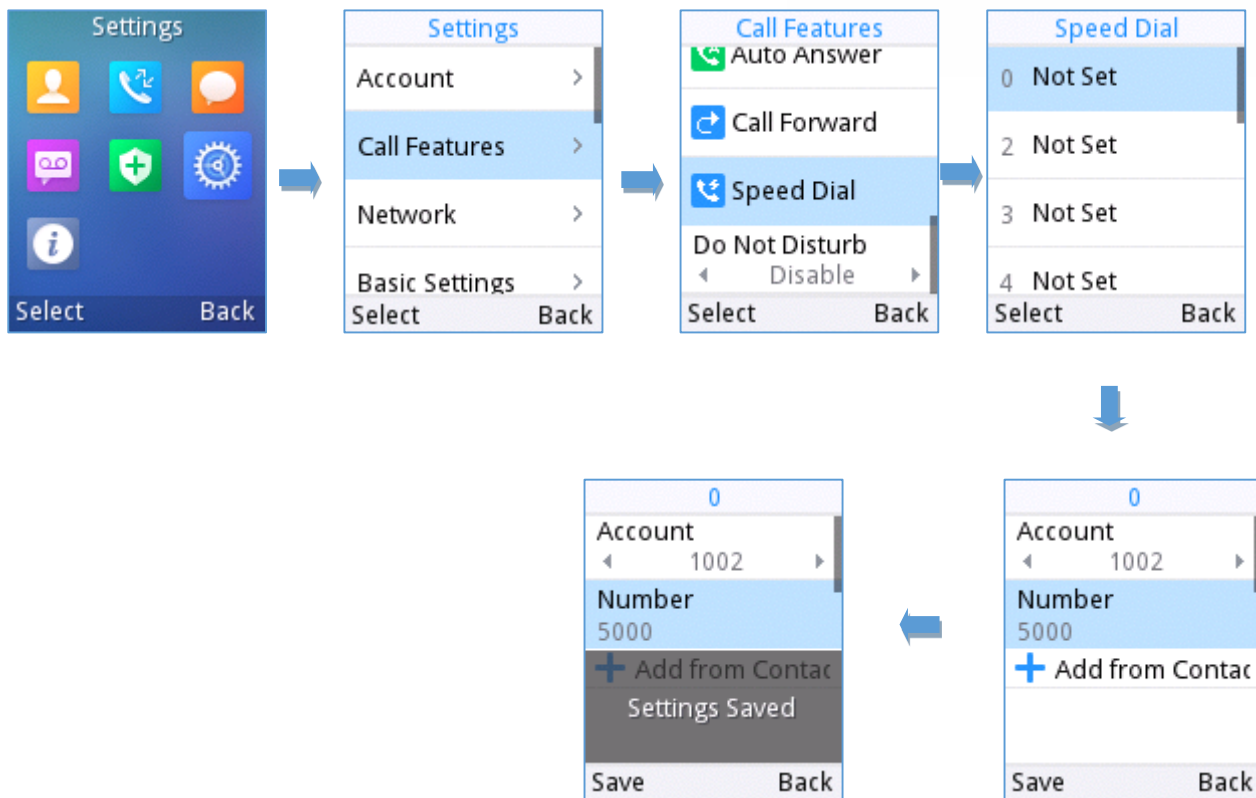 Settings
Select Back
Settings
Account
Call Features
Network
Basic Settings
Select Back
Call Features
Auto Answer
Call Forward
Speed Dial
Do Not Disturb
Disable
Select Back
Speed Dial
0 Not Set
2 Not Set
3 Not Set
4 Not Set
Select Back
0
Account
1002
Number
5000
Add from Contac
Save Back
0
Account
1002
Number
5000
Add from Contac
Settings Saved
Save Back